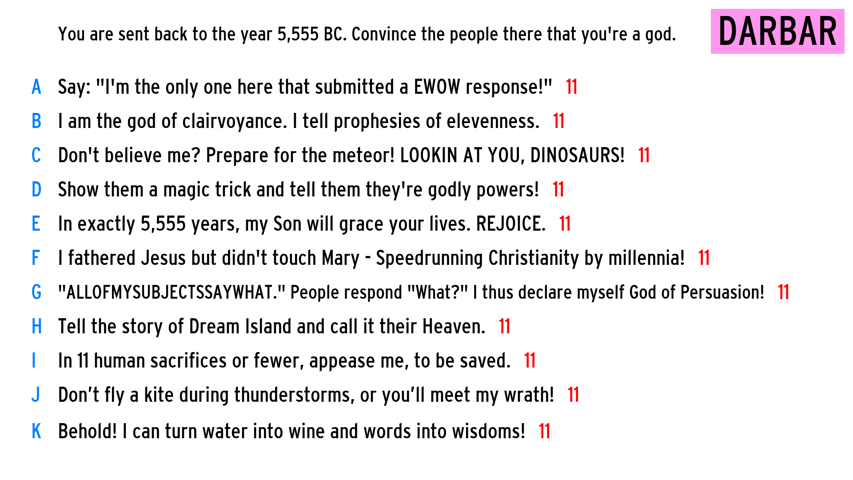 You are sent back to the year 5,555 BC. Convince the people there that you're a god.
DARBAR
A Say: "I'm the only one here that submitted a EWOW response!" 11
B I am the god of clairvoyance. I tell prophesies of elevenness. 11
C Don't believe me? Prepare for the meteor! LOOKIN AT YOU, DINOSAURS! 11
D Show them a magic trick and tell them they're godly powers! 11
E In exactly 5,555 years, my Son will grace your lives. REJOICE. 11
F I fathered Jesus but didn't touch Mary - Speedrunning Christianity by millennia! 11
G "ALLOFMYSUBJECTSSAYWHAT." People respond "What?" I thus declare myself God of Persuasion! 11
H Tell the story of Dream Island and call it their Heaven. 11
I In 11 human sacrifices or fewer, appease me, to be saved. 11
J Don’t fly a kite during thunderstorms, or you’ll meet my wrath! 11
K Behold! I can turn water into wine and words into wisdoms! 11